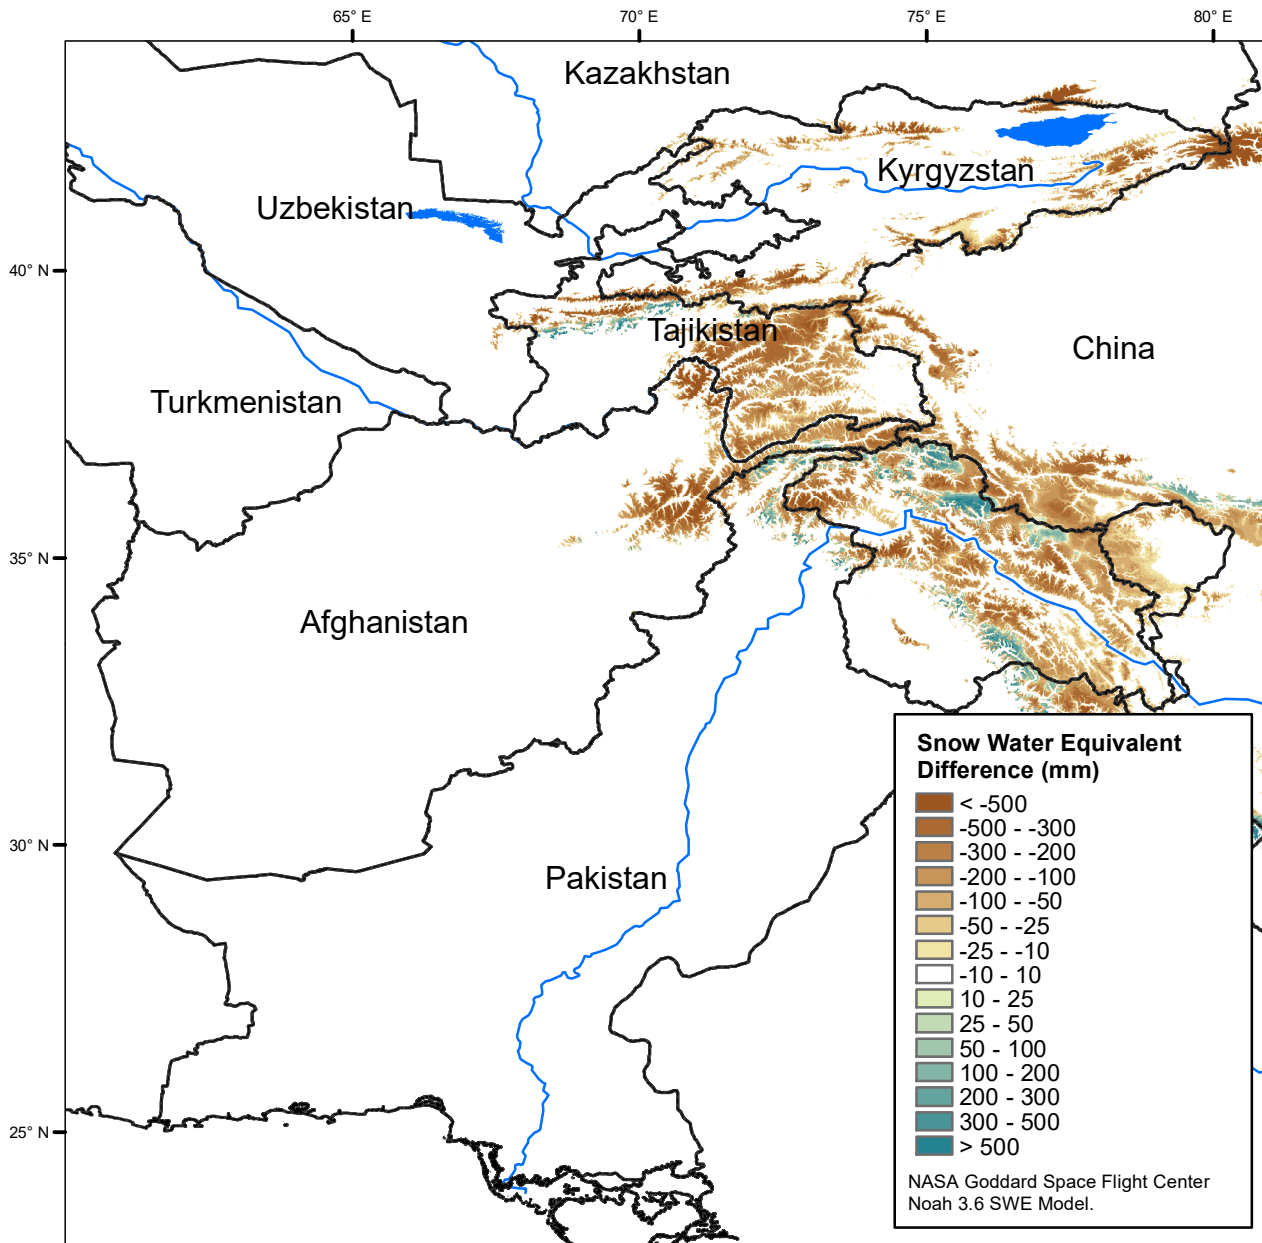 65° E
70° E
75° E
80° E
Kazakhstan
Kyrgyzstan
Uzbekistan
40° N
Tajikistan
China
Turkmenistan
35° N
Afghanistan
Snow Water Equivalent
Difference (mm)
< -500
-500 - -300
-300 - -200
-200 - -100
-100 - -50
-50 - -25
-25 - -10
-10 - 10
10 - 25
25 - 50
50 - 100
100 - 200
200 - 300
300 - 500
> 500
NASA Goddard Space Flight Center
Noah 3.6 SWE Model.
30° N
Pakistan
25° N